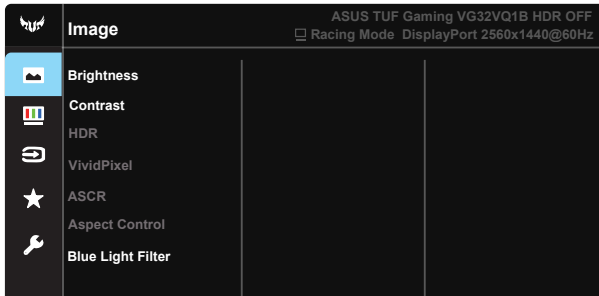 Image
ASUS TUF Gaming VG32VQ1B HDR OFF
Racing Mode DisplayPort 2560x1440@60Hz
Brightness
Contrast
HDR
VividPixel
ASCR
Aspect Control
Blue Light Filter